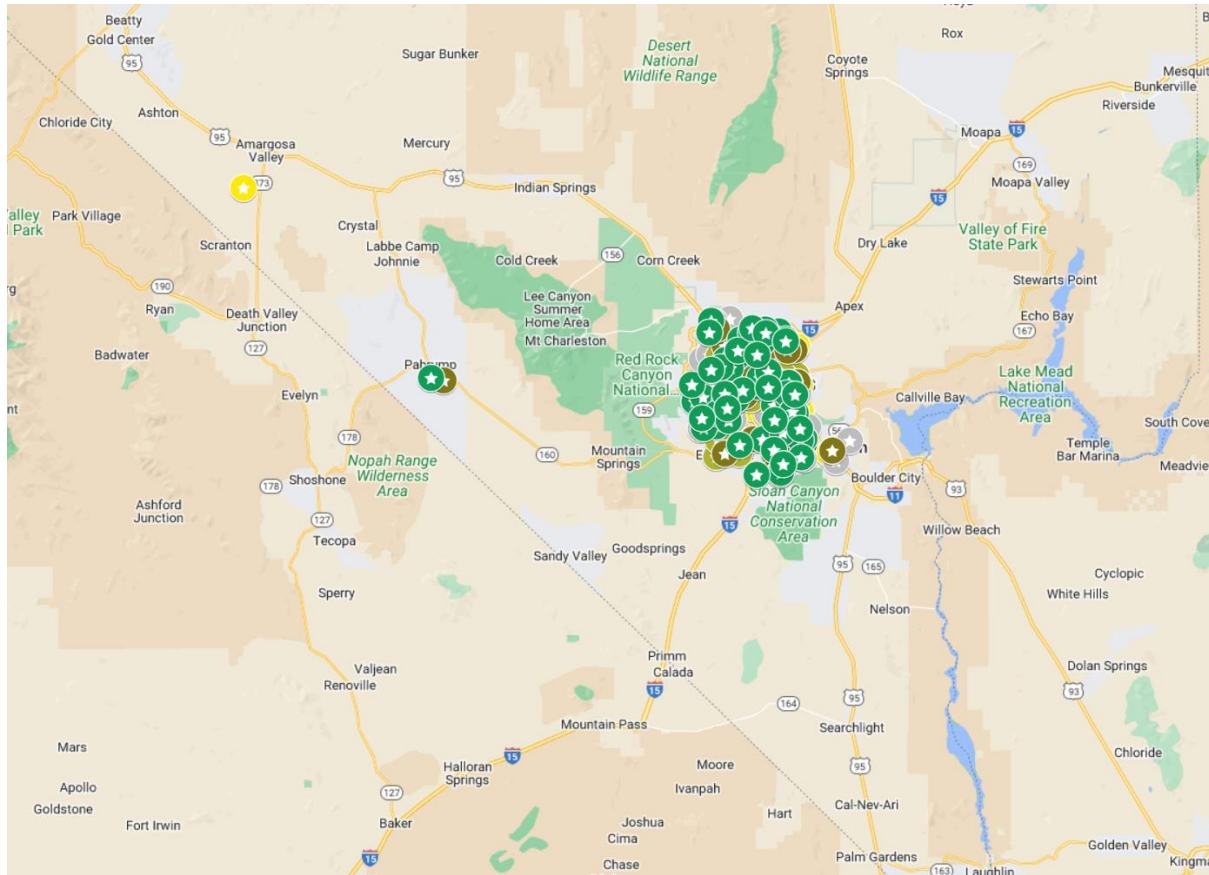 Beatty
Gold Center
95
Sugar Bunker
Desert
National
Wildlife Range
Rox
Coyote
Springs
Mesquit
Bunkerville
Riverside
Ashton
Chloride City
95
Amargosa
Valley
Mercury
15
Moapa
169
Moapa Valley
373
95
Indian Springs
15
Valley
Park
Park Village
Crystal
Scranton
Labbe Camp
Johnnie
Cold Creek
156
Corn Creek
Dry Lake
Valley of Fire
State Park
Stewarts Point
190
Ryan
Death Valley
Junction
Lee Canyon
Summer
Home Area
Mt Charleston
Apex
15
Echo Bay
167
127
Badwater
Pahrump
Red Rock
Canyon
National...
Lake Mead
National
Recreation
Area
Evelyn
159
Callville Bay
South Cove
178
160
Mountain
Springs
Temple
Bar Marina
Meadview
Nopah Range
Wilderness
Area
178
Shoshone
Boulder City
93
11
Sloan Canyon
National
Conservation
Area
Ashford
Junction
127
Tecopa
15
Willow Beach
Sandy Valley
Goodsprings
Jean
95
165
Cyclopic
White Hills
Sperry
Nelson
Primm
Calada
Dolan Springs
Valjean
Renoville
15
93
164
95
Searchlight
Mountain Pass
Mars
Halloran
Springs
15
Chloride
95
Apollo
Goldstone
Moore
Ivanpah
127
Hart
Cal-Nev-Ari
Fort Irwin
Baker
Joshua
Cima
Chase
15
Golden Valley
Palm Gardens
163
Laughlin
Kingma